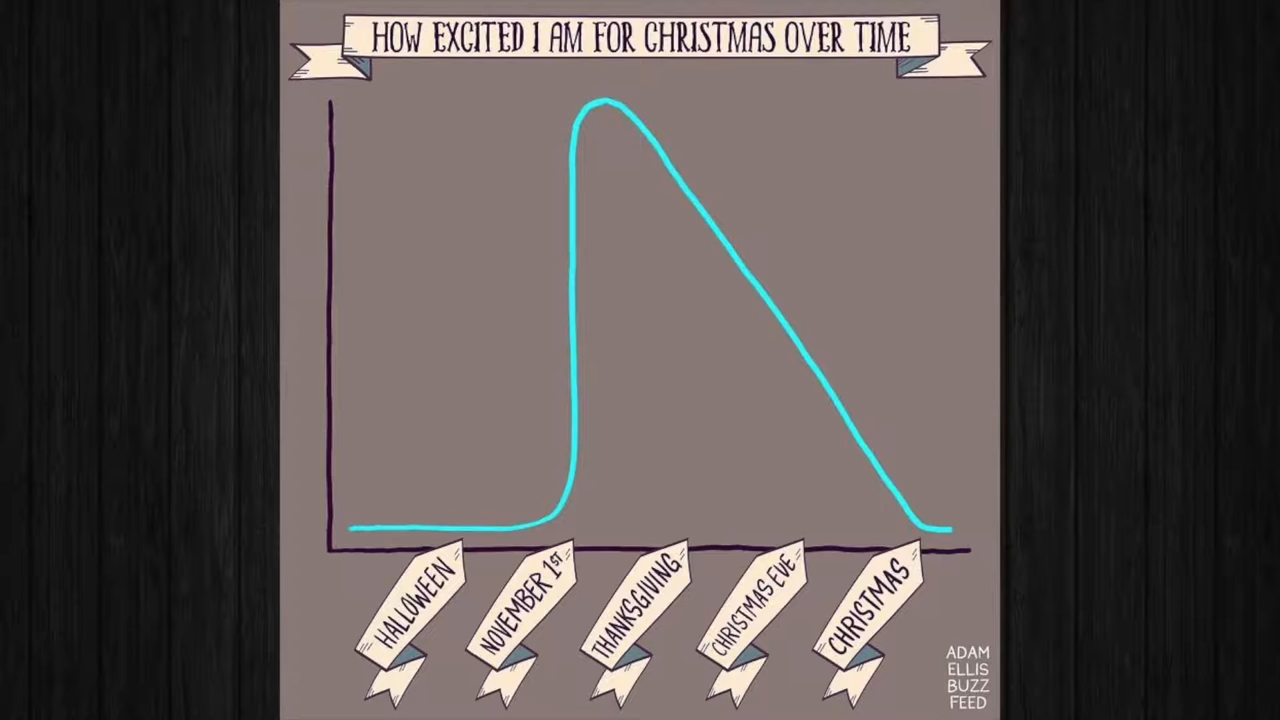 HOW EXCITED I AM FOR CHRISTMAS OVER TIME
HALLOWEEN
NOVEMBER 1ST
THANKSGIVING
CHRISTMAS EVE
CHRISTMAS
ADAM
ELLIS
BUZZ
FEED